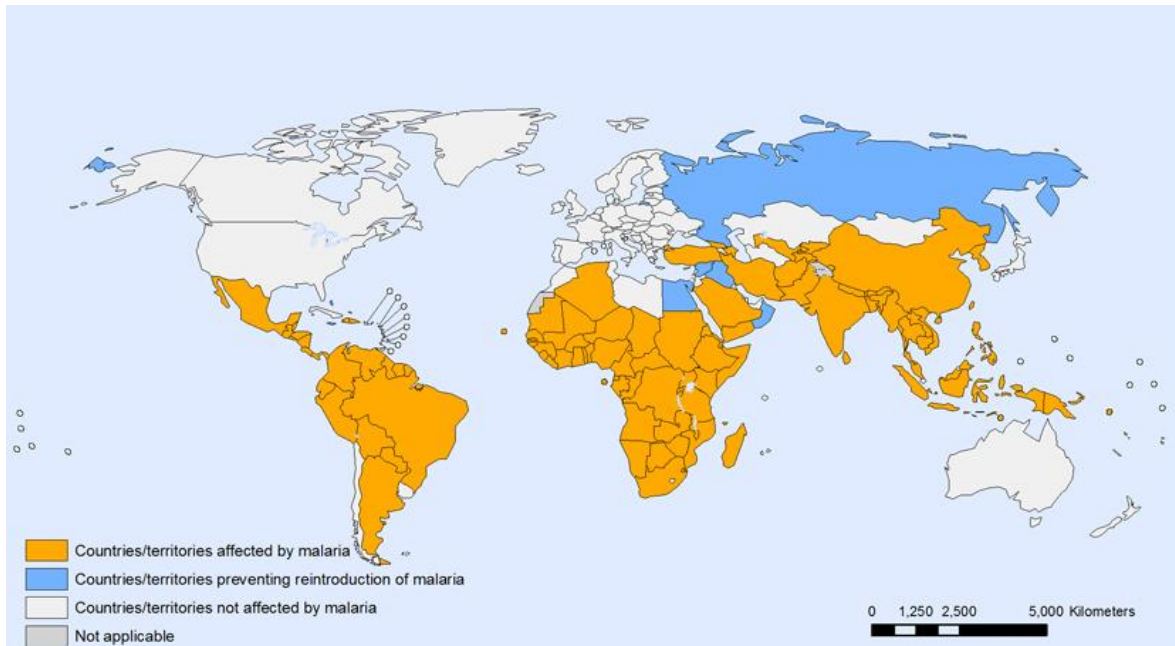 Countries/territories affected by malaria
Countries/territories preventing reintroduction of malaria
Countries/territories not affected by malaria
Not applicable
0 1,250 2,500 5,000 Kilometers